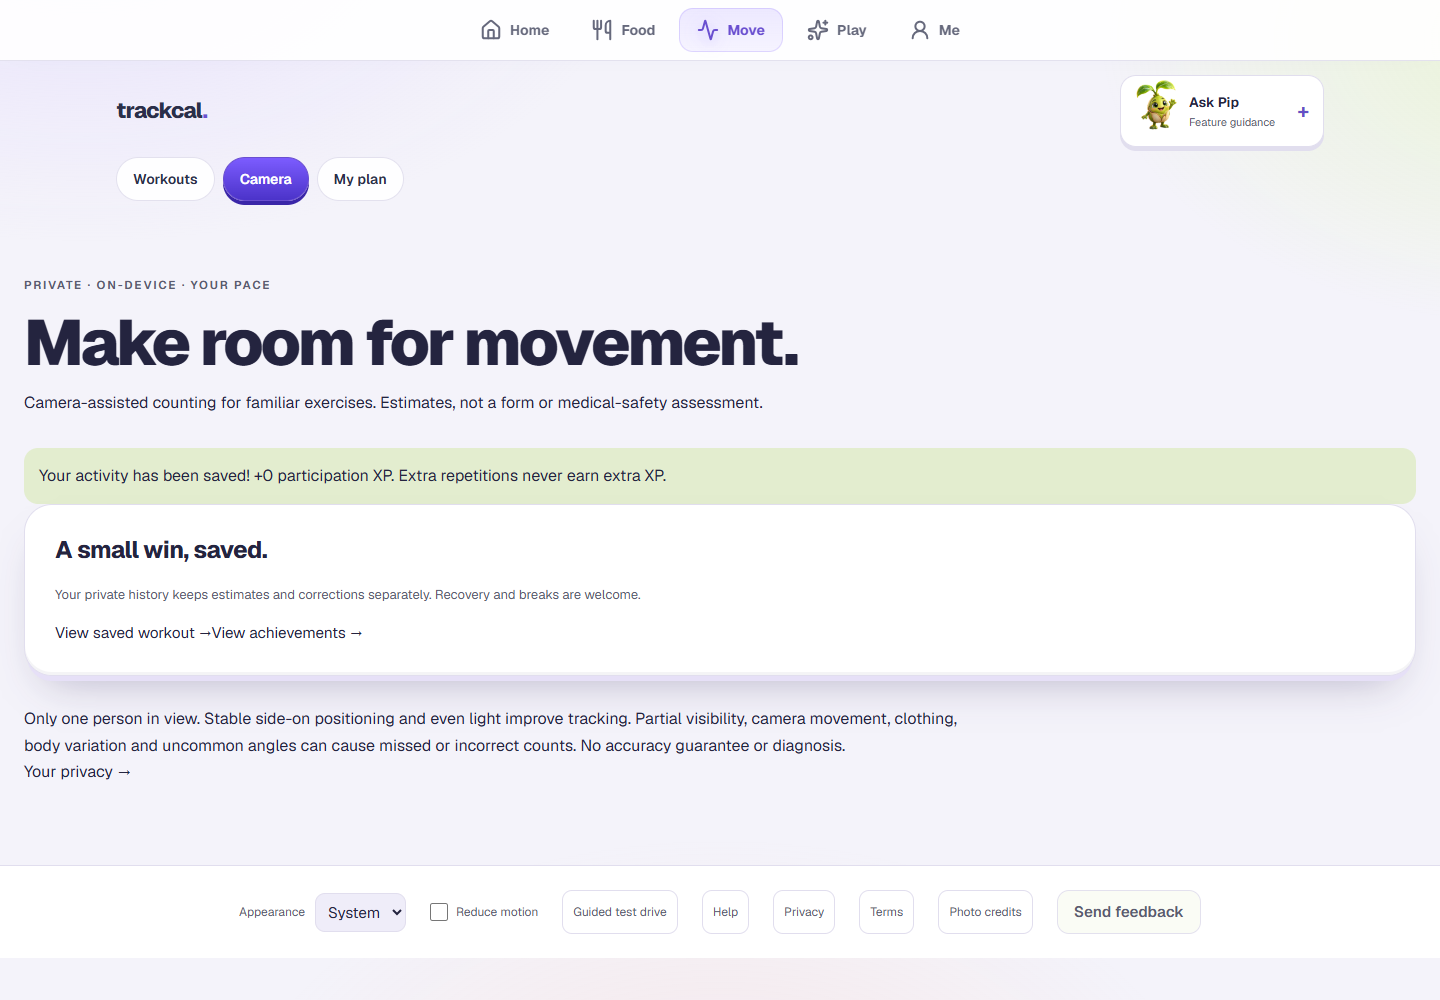 Home
Food
Move
Play
Me
trackcal.
Ask Pip
Feature guidance
+
Workouts
Camera
My plan
PRIVATE · ON-DEVICE · YOUR PACE
Make room for movement.
Camera-assisted counting for familiar exercises. Estimates, not a form or medical-safety assessment.
Your activity has been saved! +0 participation XP. Extra repetitions never earn extra XP.
A small win, saved.
Your private history keeps estimates and corrections separately. Recovery and breaks are welcome.
View saved workout →View achievements →
Only one person in view. Stable side-on positioning and even light improve tracking. Partial visibility, camera movement, clothing,
body variation and uncommon angles can cause missed or incorrect counts. No accuracy guarantee or diagnosis.
Your privacy →
Appearance
System
Reduce motion
Guided test drive
Help
Privacy
Terms
Photo credits
Send feedback